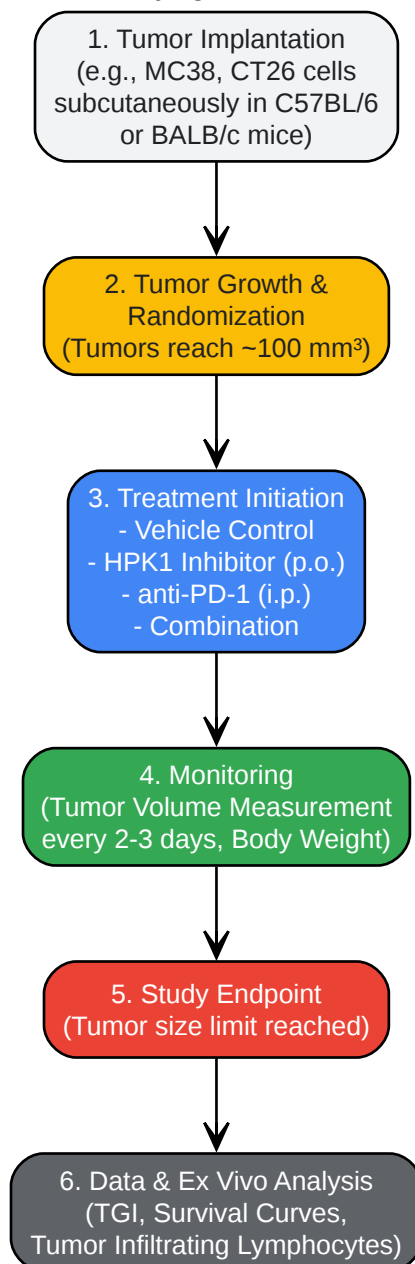 1. Tumor Implantation
(e.g., MC38, CT26 cells
subcutaneously in C57BL/6
or BALB/c mice)
2. Tumor Growth &
Randomization
(Tumors reach ~100 mm³)
3. Treatment Initiation
- Vehicle Control
- HPK1 Inhibitor (p.o.)
- anti-PD-1 (i.p.)
- Combination
4. Monitoring
(Tumor Volume Measurement
every 2-3 days, Body Weight)
5. Study Endpoint
(Tumor size limit reached)
6. Data & Ex Vivo Analysis
(TGI, Survival Curves,
Tumor Infiltrating Lymphocytes)